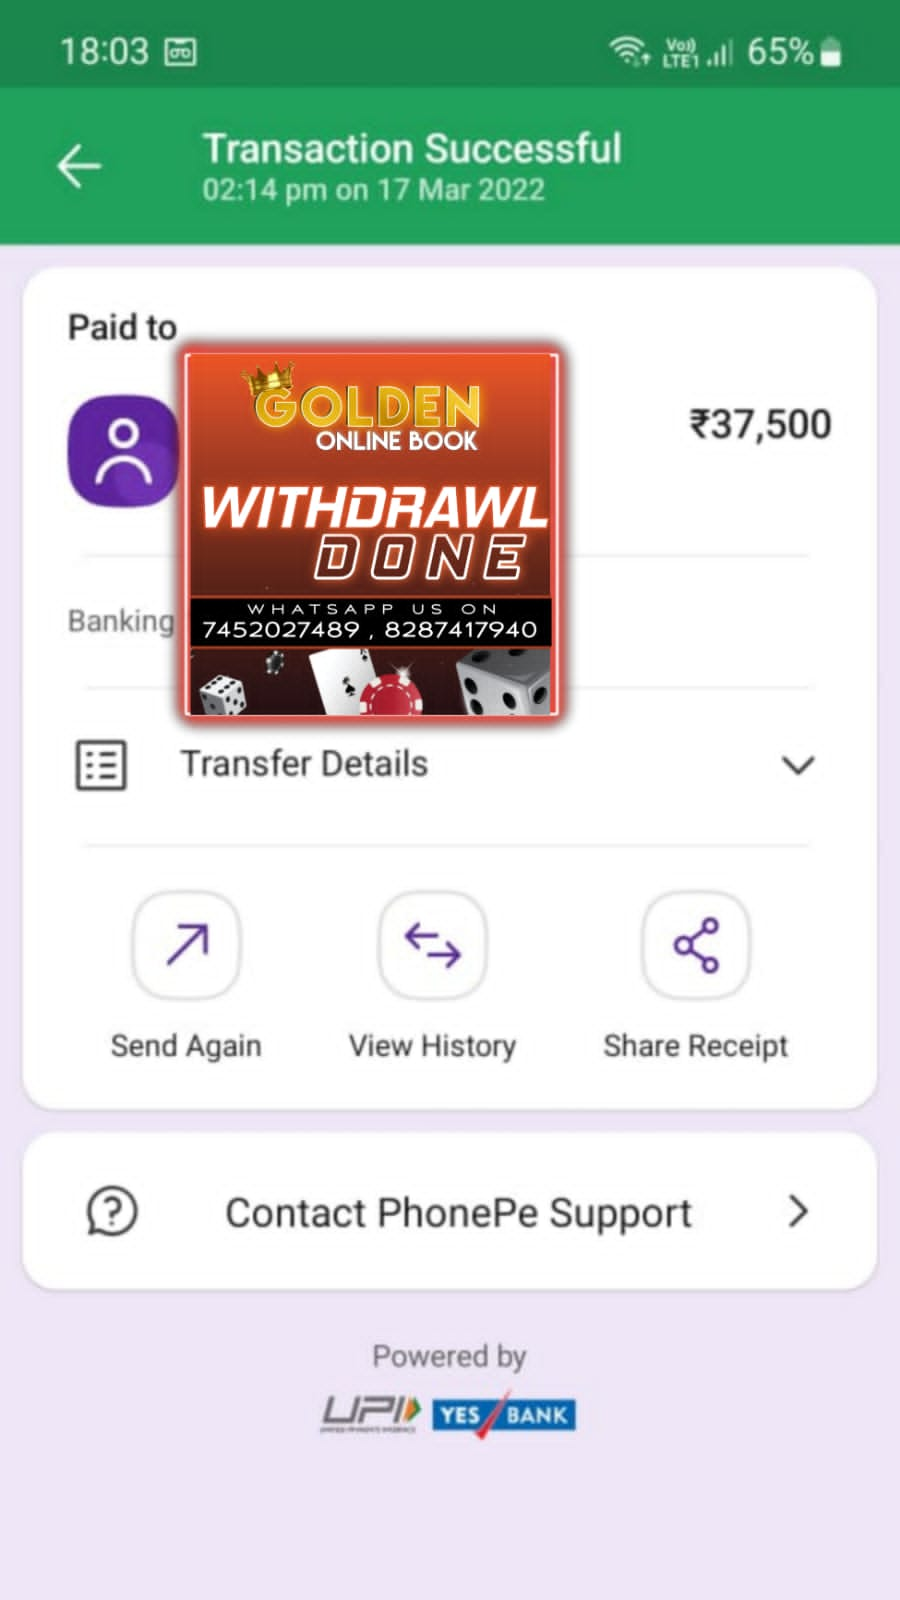 18:03
Vo))
LTE1
65%
Transaction Successful
02:14 pm on 17 Mar 2022
Paid to
₹37,500
GOLDEN
ONLINE BOOK
WITHDRAWL
DONE
WHATSAPP US ON
7452027489 , 8287417940
Banking
Transfer Details
Send Again
View History
Share Receipt
Contact PhonePe Support
Powered by
UPI
YES BANK